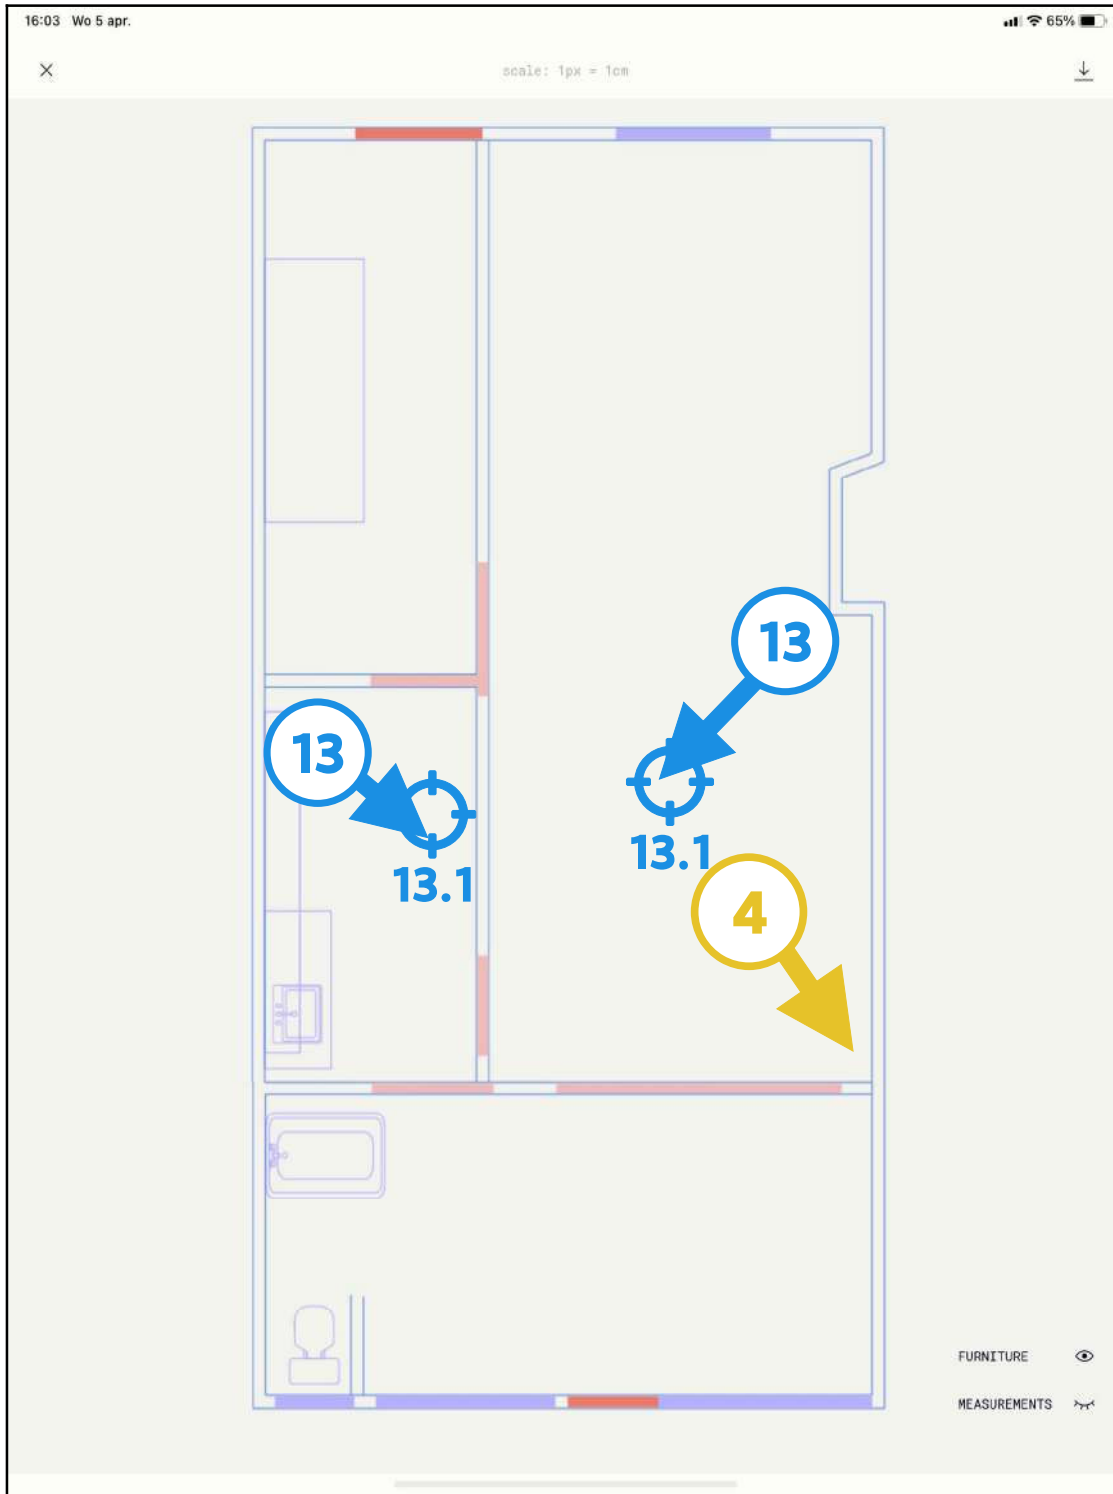 16:03 Wo 5 apr.
65%
scale: 1px = 1cm
13
13
13.1
13.1
4
FURNITURE
MEASUREMENTS